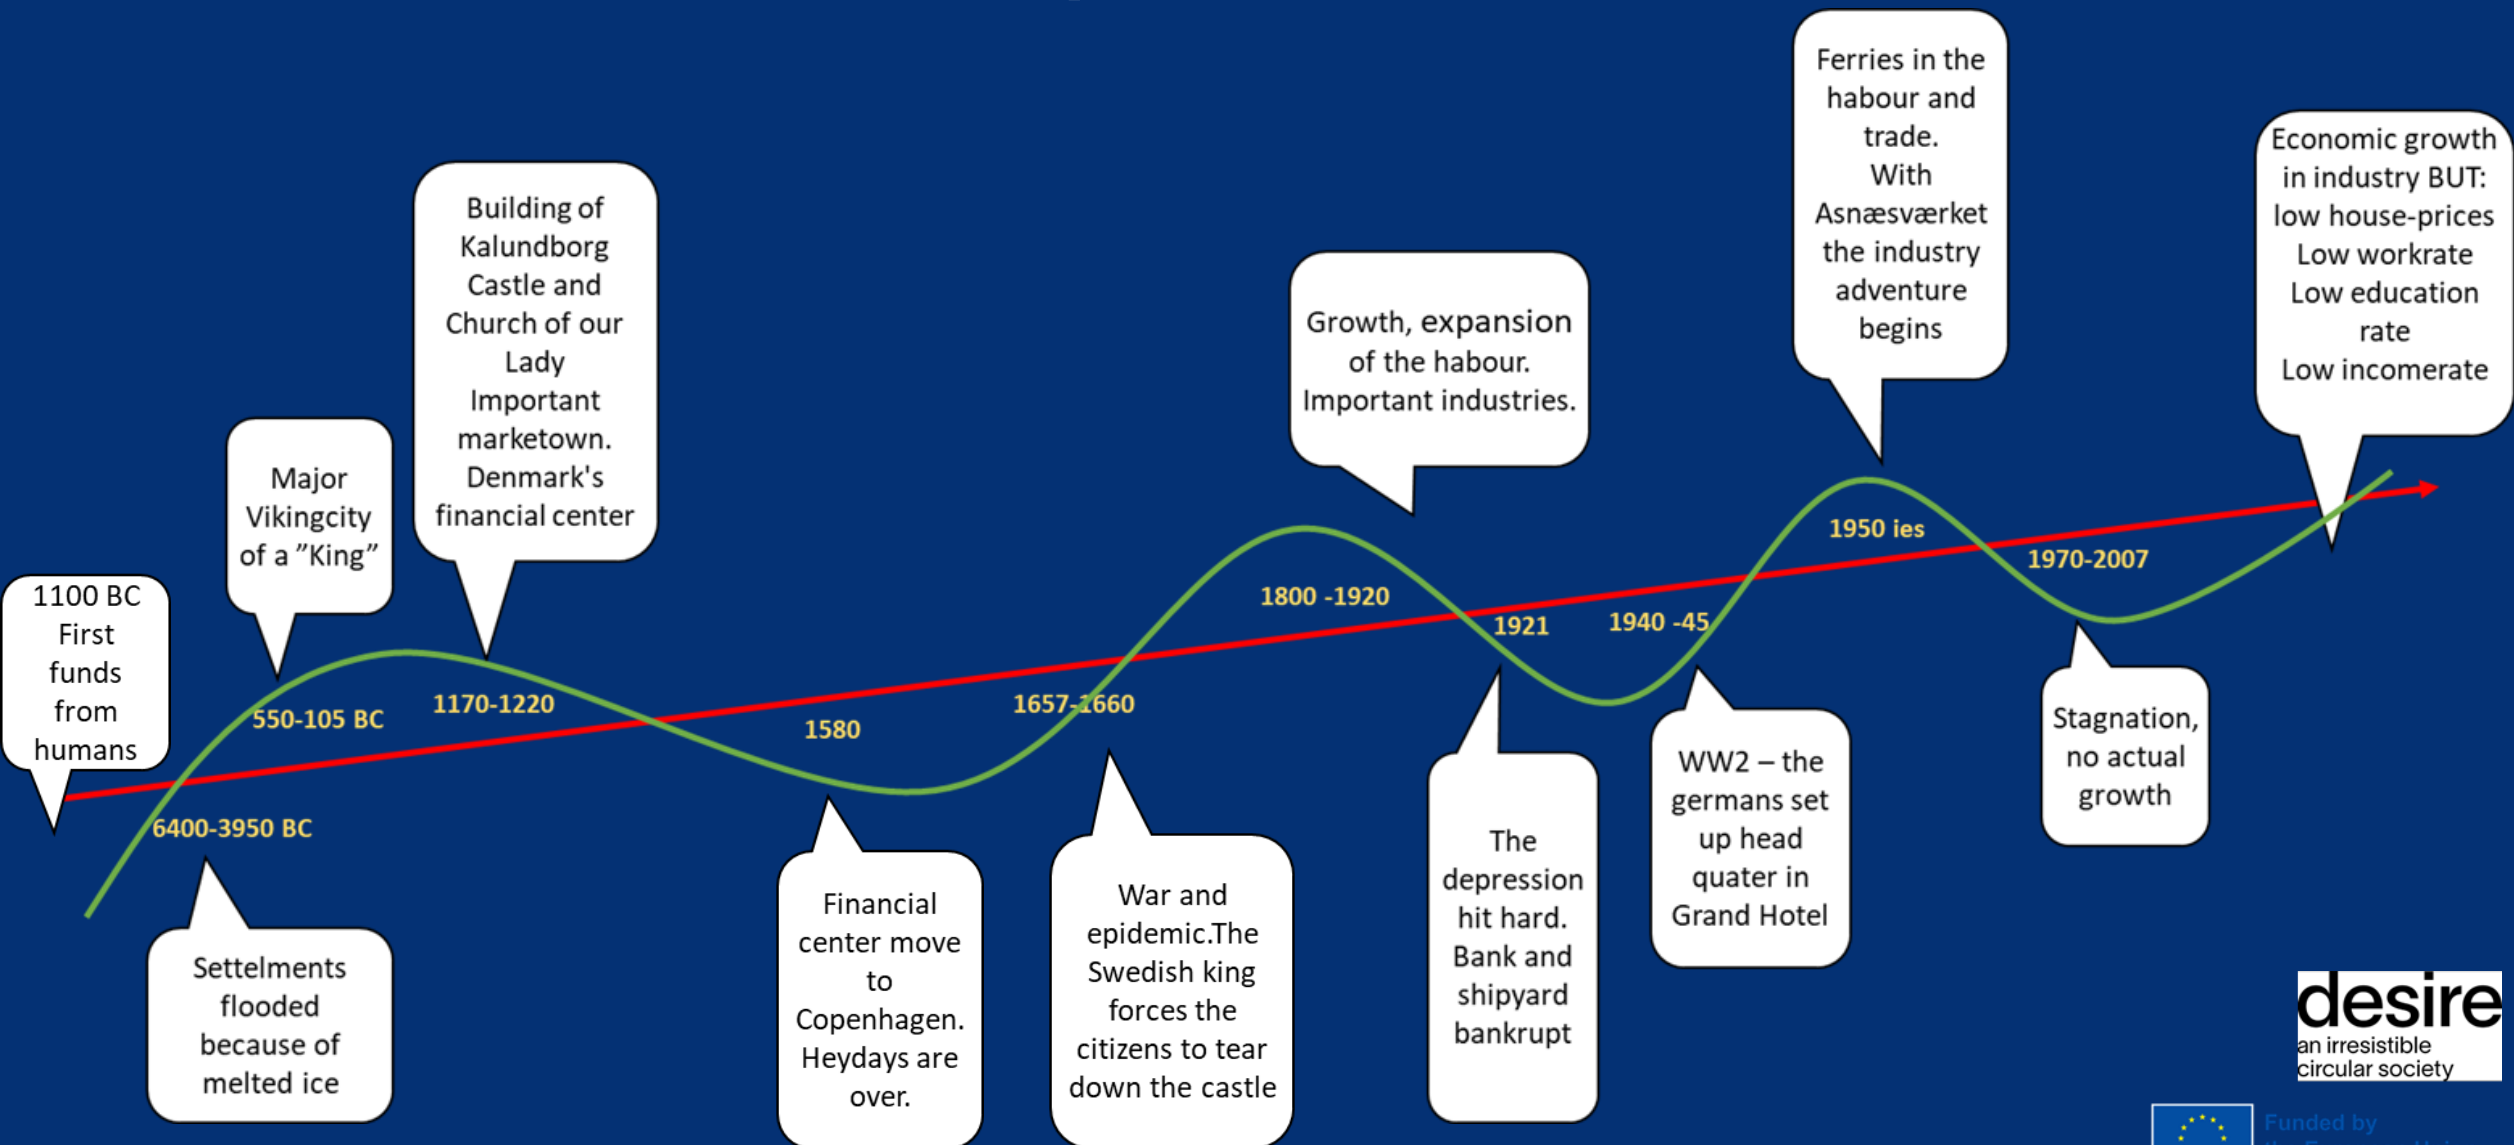 1100 BC
First
funds
from
humans
6400-3950 BC
Settelments
flooded
because of
melted ice
Major
Vikingcity
of a ”King”
550-105 BC
Building of
Kalundborg
Castle and
Church of our
Lady
Important
marketown.
Denmark's
financial center
1170-1220
1580
Financial
center move
to
Copenhagen.
Heydays are
over.
1657-1660
War and
epidemic.The
Swedish king
forces the
citizens to tear
down the castle
Growth, expansion
of the habour.
Important industries.
1800 -1920
1921
The
depression
hit hard.
Bank and
shipyard
bankrupt
1940 -45
WW2 – the
germans set
up head
quater in
Grand Hotel
Ferries in the
habour and
trade.
With
Asnæsværket
the industry
adventure
begins
1950 ies
1970-2007
Stagnation,
no actual
growth
Economic growth
in industry BUT:
low house-prices
Low workrate
Low education
rate
Low incomerate
desire
an irresistible
circular society
Funded by